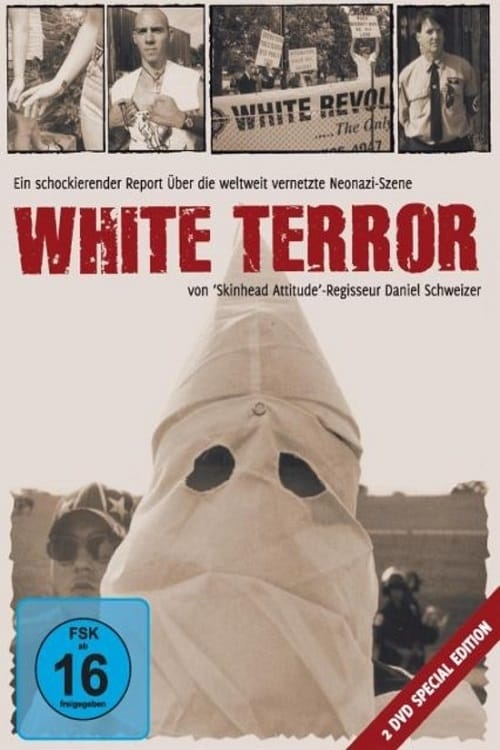 WHITE REVOL
...The Only
Ein schockierender Report Über die weltweit vernetzte Neonazi-Szene
WHITE TERROR
von 'Skinhead Attitude'-Regisseur Daniel Schweizer
FSK
ab
16
freigegeben
2 DVD SPECIAL EDITION